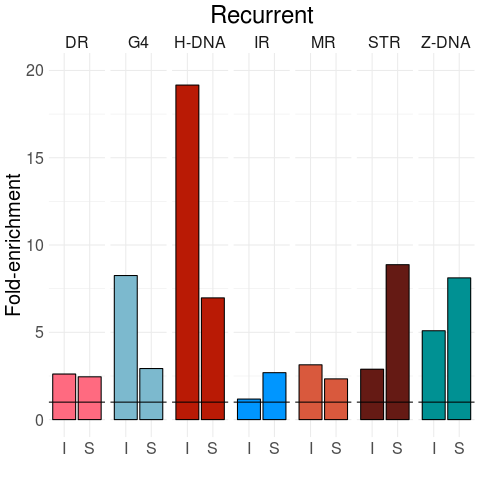 Recurrent
DR G4 H-DNA IR MR STR Z-DNA
Fold-enrichment
20
15
10
5
0
I S I S I S I S I S I S I S